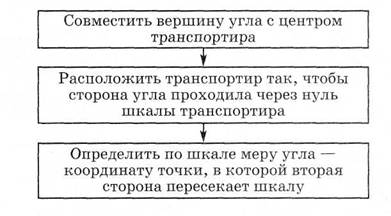 Совместить вершину угла с центром
транспортира
Расположить транспортир так, чтобы
сторона угла проходила через нуль
шкалы транспортира
Определить по шкале меру угла —
координату точки, в которой вторая
сторона пересекает шкалу